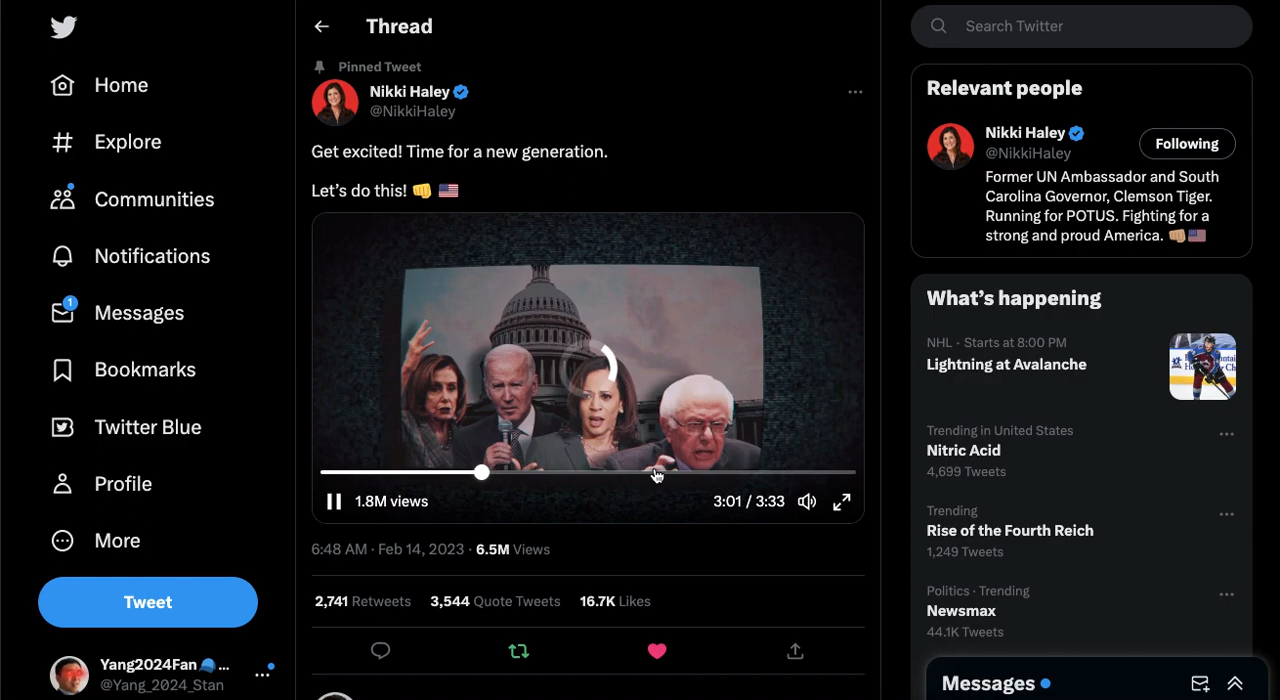 Home
Explore
Communities
Notifications
1
Messages
Bookmarks
Twitter Blue
Profile
More
Tweet
Yang2024Fan🧢...
@Yang_2024_Stan
Thread
Pinned Tweet
Nikki Haley
@NikkiHaley
Get excited! Time for a new generation.
Let’s do this! 👊🏼 🇺🇸
1.8M views
3:01 / 3:33
6:48 AM · Feb 14, 2023 · 6.5M Views
2,741 Retweets 3,544 Quote Tweets 16.7K Likes
Search Twitter
Relevant people
Nikki Haley
@NikkiHaley
Following
Former UN Ambassador and South
Carolina Governor, Clemson Tiger.
Running for POTUS. Fighting for a
strong and proud America. 👊🏼🇺🇸
What’s happening
NHL · Starts at 8:00 PM
Lightning at Avalanche
Trending in United States
Nitric Acid
4,699 Tweets
Trending
Rise of the Fourth Reich
1,249 Tweets
Politics · Trending
Newsmax
44.1K Tweets
Messages